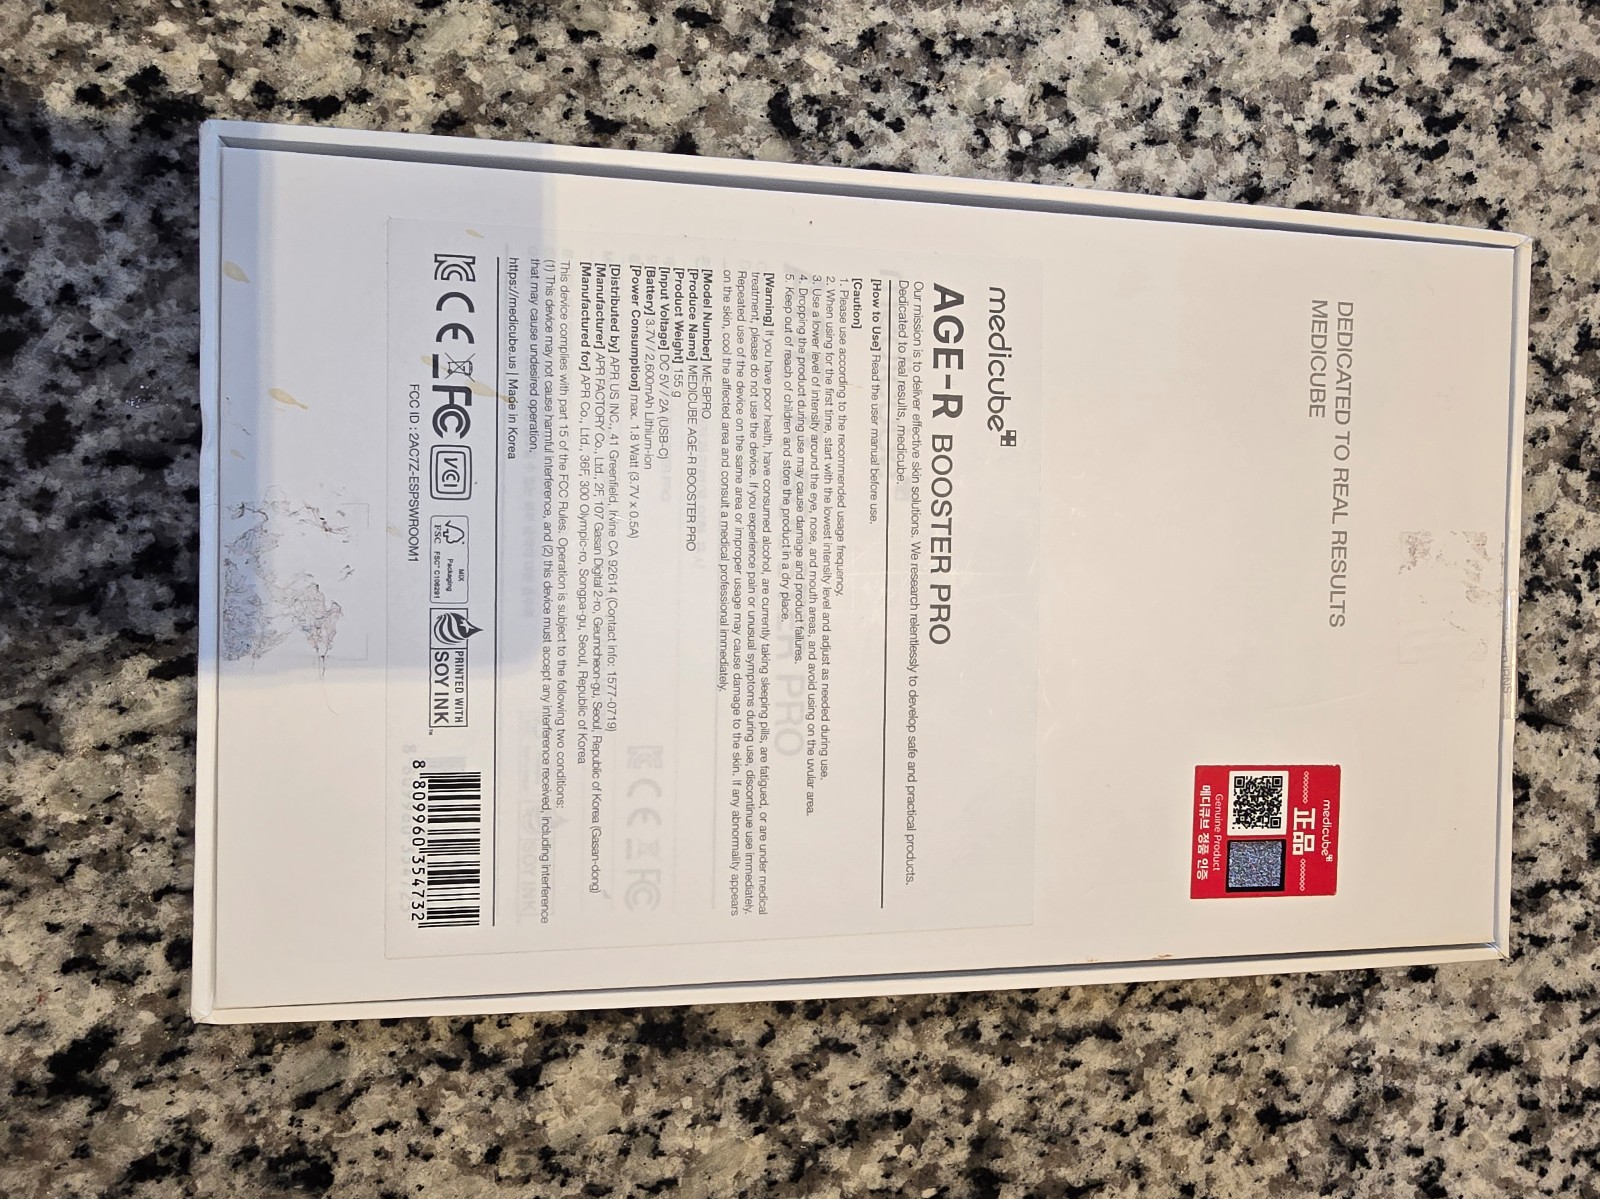 DEDICATED TO REAL RESULTS
MEDICUBE
medicube
正品
Genuine Product
메디큐브 정품 인증
medicube
AGE-R BOOSTER PRO
Our mission is to deliver effective skin solutions. We research relentlessly to develop safe and practical products.
Dedicated to real results, medicube.
[How to Use] Read the user manual before use.
[Caution]
1. Please use according to the recommended usage frequency.
2. When using for the first time, start with the lowest intensity level and adjust as needed during use.
3. Use a lower level of intensity around the eye, nose, and mouth areas, and avoid using on the uvular area.
4. Dropping the product during use may cause damage and product failures.
5. Keep out of reach of children and store the product in a dry place.
[Warning] If you have poor health, have consumed alcohol, are currently taking sleeping pills, are fatigued, or are under medical
treatment, please do not use the device. If you experience pain or unusual symptoms during use, discontinue use immediately.
Repeated use of the device on the same area or improper usage may cause damage to the skin. If any abnormality appears
on the skin, cool the affected area and consult a medical professional immediately.
[Model Number] ME-BPRO
[Produce Name] MEDICUBE AGE-R BOOSTER PRO
[Product Weight] 155 g
[Input Voltage] DC 5V / 2A (USB-C)
[Battery] 3.7V / 2,600mAh Lithium-ion
[Power Consumption] max. 1.8 Watt (3.7V x 0.5A)
[Distributed by] APR US INC., 41 Greenfield, Irvine CA 92614 (Contact info: 1577-0719)
[Manufacturer] APR FACTORY Co., Ltd., 2F, 107 Gasan Digital 2-ro, Geumcheon-gu, Seoul, Republic of Korea (Gasan-dong)
[Manufactured for] APR Co., Ltd., 36F, 300 Olympic-ro, Songpa-gu, Seoul, Republic of Korea
This device complies with part 15 of the FCC Rules. Operation is subject to the following two conditions:
(1) This device may not cause harmful interference, and (2) this device must accept any interference received, including interference
that may cause undesired operation.
https://medicube.us | Made in Korea
KC CE FC VCI
FSC
MIX
Packaging
FSC® C108291
PRINTED WITH
SOY INK™
FCC ID : 2AC7Z-ESPSWROOM1
8 809960 354732